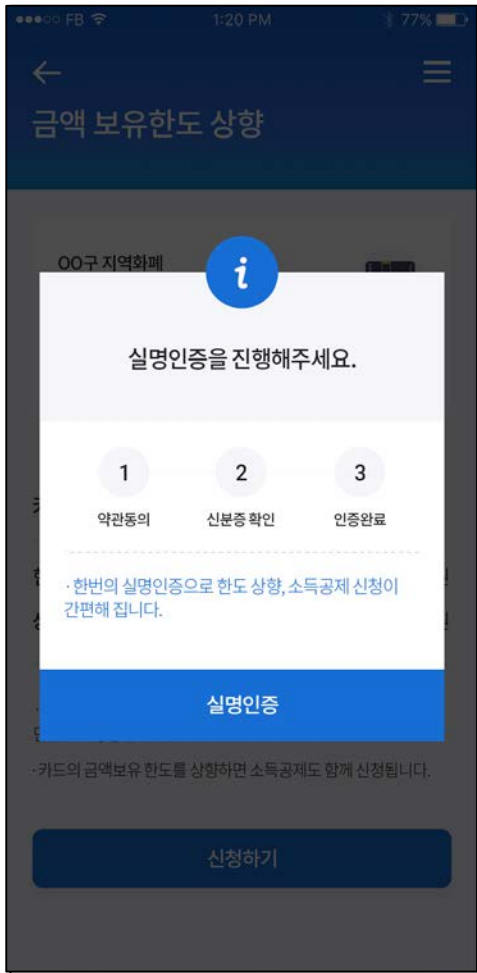 FB 1:20 PM 77%
금액 보유한도 상향
OO구 지역화폐
i
실명인증을 진행해주세요.
1 2 3
약관동의 신분증 확인 인증완료
· 한번의 실명인증으로 한도 상향, 소득공제 신청이
간편해 집니다.
실명인증
· 카드의 금액보유 한도를 상향하면 소득공제도 함께 신청됩니다.
신청하기